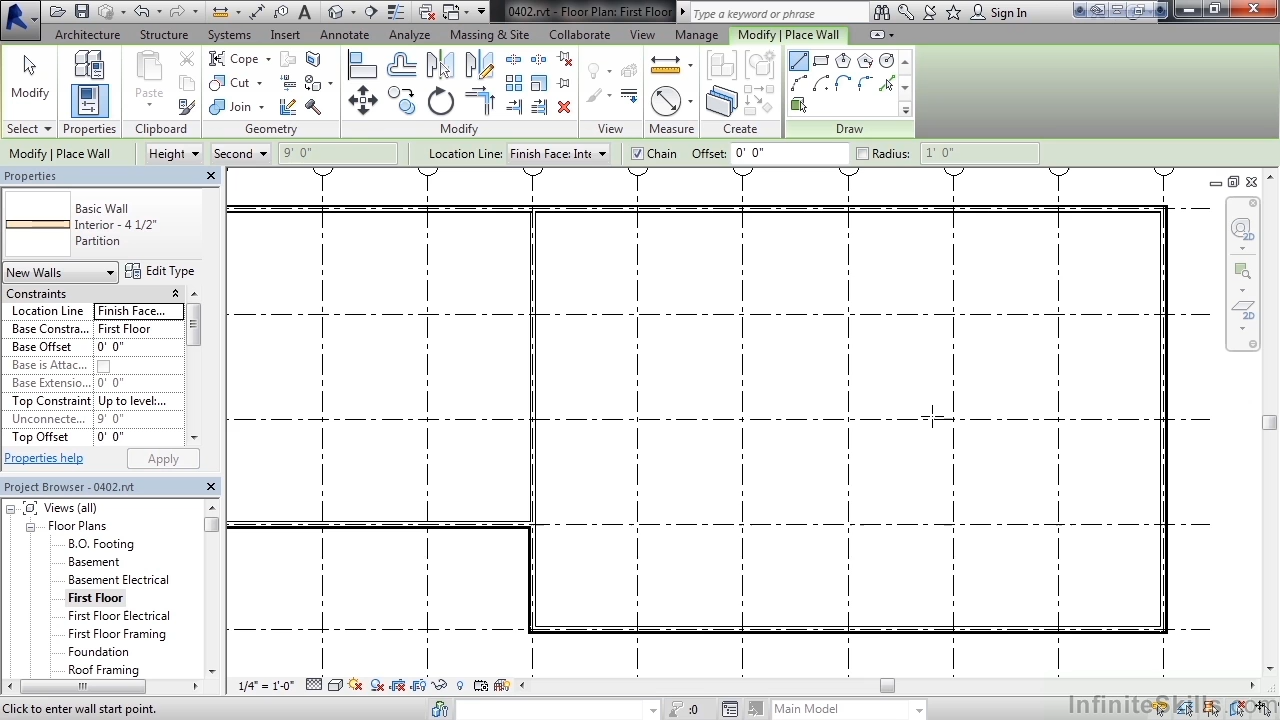 0402.rvt - Floor Plan: First Floor
Type a keyword or phrase
Sign In
Architecture
Structure
Systems
Insert
Annotate
Analyze
Massing & Site
Collaborate
View
Manage
Modify | Place Wall
Modify
Paste
Cope
Cut
Join
Select
Properties
Clipboard
Geometry
Modify
View
Measure
Create
Draw
Modify | Place Wall
Height
Second
9' 0"
Location Line:
Finish Face: Inte
Chain
Offset:
0' 0"
Radius:
1' 0"
Properties
Basic Wall
Interior - 4 1/2"
Partition
New Walls
Edit Type
Constraints
Location Line
Finish Face...
Base Constra...
First Floor
Base Offset
0' 0"
Base is Attac...
Base Extensio...
0' 0"
Top Constraint
Up to level:...
Unconnecte...
9' 0"
Top Offset
0' 0"
Properties help
Apply
Project Browser - 0402.rvt
Views (all)
Floor Plans
B.O. Footing
Basement
Basement Electrical
First Floor
First Floor Electrical
First Floor Framing
Foundation
Roof Framing
2D
2D
1/4" = 1'-0"
Click to enter wall start point.
:0
Main Model
InfiniteSkills.com